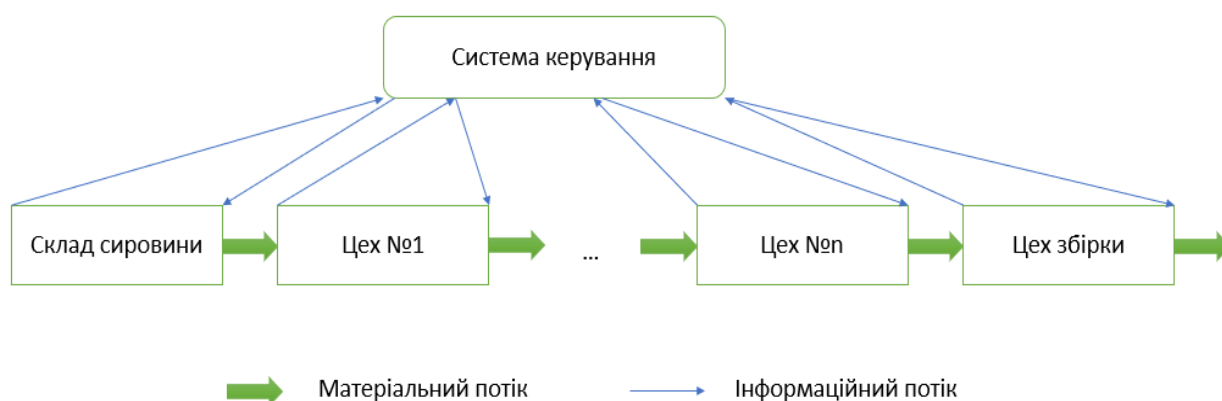 Система керування
Склад сировини
Цех №1
...
Цех №n
Цех збірки
Матеріальний потік
Інформаційний потік